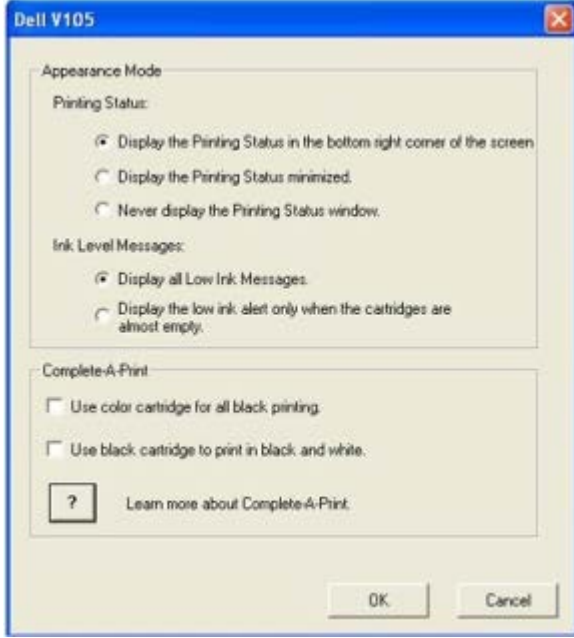 Dell V105
Appearance Mode
Printing Status:
Display the Printing Status in the bottom right corner of the screen
Display the Printing Status minimized.
Never display the Printing Status window.
Ink Level Messages:
Display all Low Ink Messages.
Display the low ink alert only when the cartridges are
almost empty.
Complete-A-Print
Use color cartridge for all black printing.
Use black cartridge to print in black and white.
?
Learn more about Complete-A-Print.
OK
Cancel